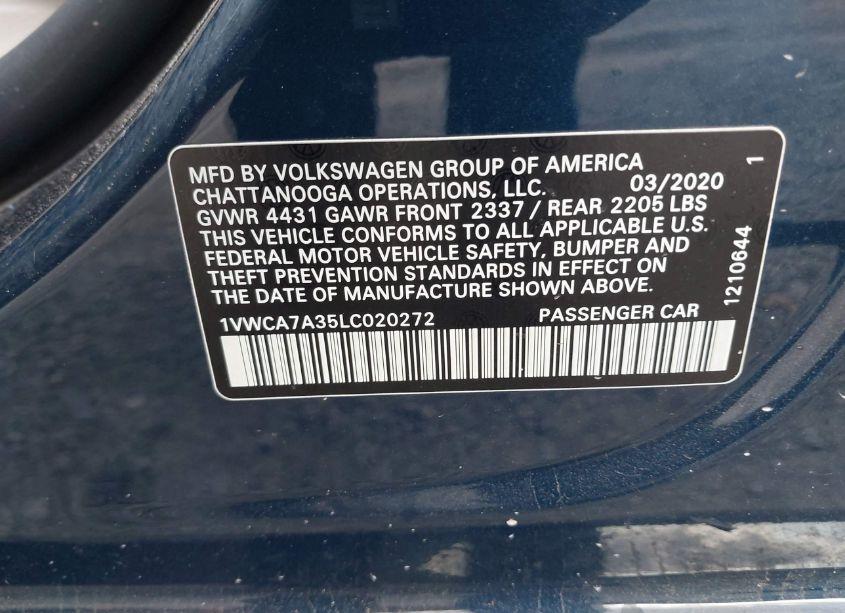 MFD BY VOLKSWAGEN GROUP OF AMERICA
CHATTANOOGA OPERATIONS, LLC. 03/2020
GVWR 4431 GAWR FRONT 2337 / REAR 2205 LBS
THIS VEHICLE CONFORMS TO ALL APPLICABLE U.S.
FEDERAL MOTOR VEHICLE SAFETY, BUMPER AND
THEFT PREVENTION STANDARDS IN EFFECT ON
THE DATE OF MANUFACTURE SHOWN ABOVE.
1VWCA7A35LC020272 PASSENGER CAR
1210644 1